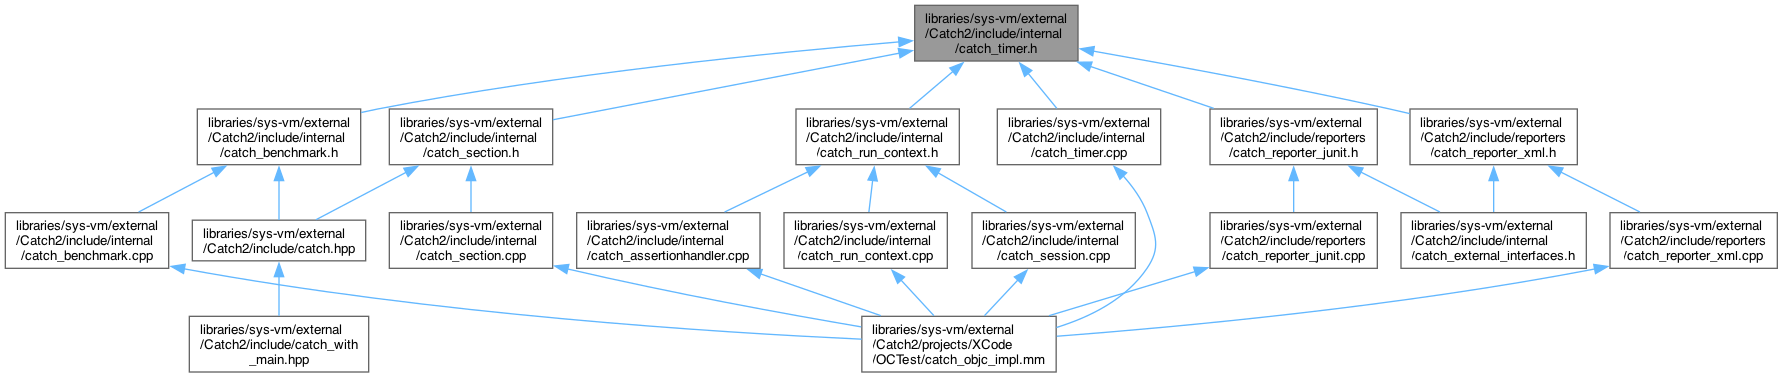 libraries/sys-vm/external
/Catch2/include/internal
/catch_timer.h
libraries/sys-vm/external
/Catch2/include/internal
/catch_benchmark.h
libraries/sys-vm/external
/Catch2/include/internal
/catch_section.h
libraries/sys-vm/external
/Catch2/include/internal
/catch_run_context.h
libraries/sys-vm/external
/Catch2/include/internal
/catch_timer.cpp
libraries/sys-vm/external
/Catch2/include/reporters
/catch_reporter_junit.h
libraries/sys-vm/external
/Catch2/include/reporters
/catch_reporter_xml.h
libraries/sys-vm/external
/Catch2/include/internal
/catch_benchmark.cpp
libraries/sys-vm/external
/Catch2/include/catch.hpp
libraries/sys-vm/external
/Catch2/include/internal
/catch_section.cpp
libraries/sys-vm/external
/Catch2/include/internal
/catch_assertionhandler.cpp
libraries/sys-vm/external
/Catch2/include/internal
/catch_run_context.cpp
libraries/sys-vm/external
/Catch2/include/internal
/catch_session.cpp
libraries/sys-vm/external
/Catch2/include/reporters
/catch_reporter_junit.cpp
libraries/sys-vm/external
/Catch2/include/internal
/catch_external_interfaces.h
libraries/sys-vm/external
/Catch2/include/reporters
/catch_reporter_xml.cpp
libraries/sys-vm/external
/Catch2/include/catch_with
_main.hpp
libraries/sys-vm/external
/Catch2/projects/XCode
/OCTest/catch_objc_impl.mm